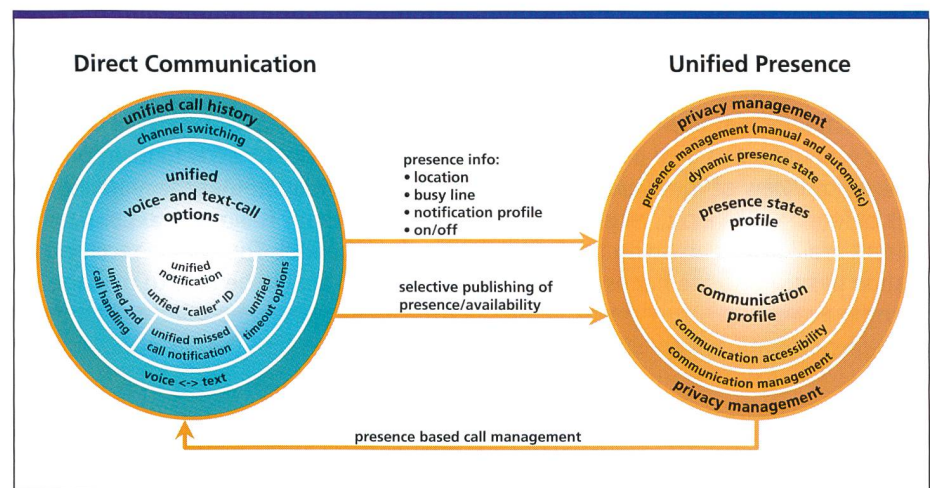 Direct Communication
unified call history
channel switching
unified
voice- and text-call
options
unified
notification
unfied "caller" ID
unified 2nd
call handling
unified missed
call notification
unified
timeout options
voice <-> text
presence info:
• location
• busy line
• notification profile
• on/off
selective publishing of
presence/availability
Unified Presence
privacy management
presence management (manual and automatic)
dynamic presence state
presence states
profile
communication
profile
communication accessibility
communication management
privacy management
presence based call management